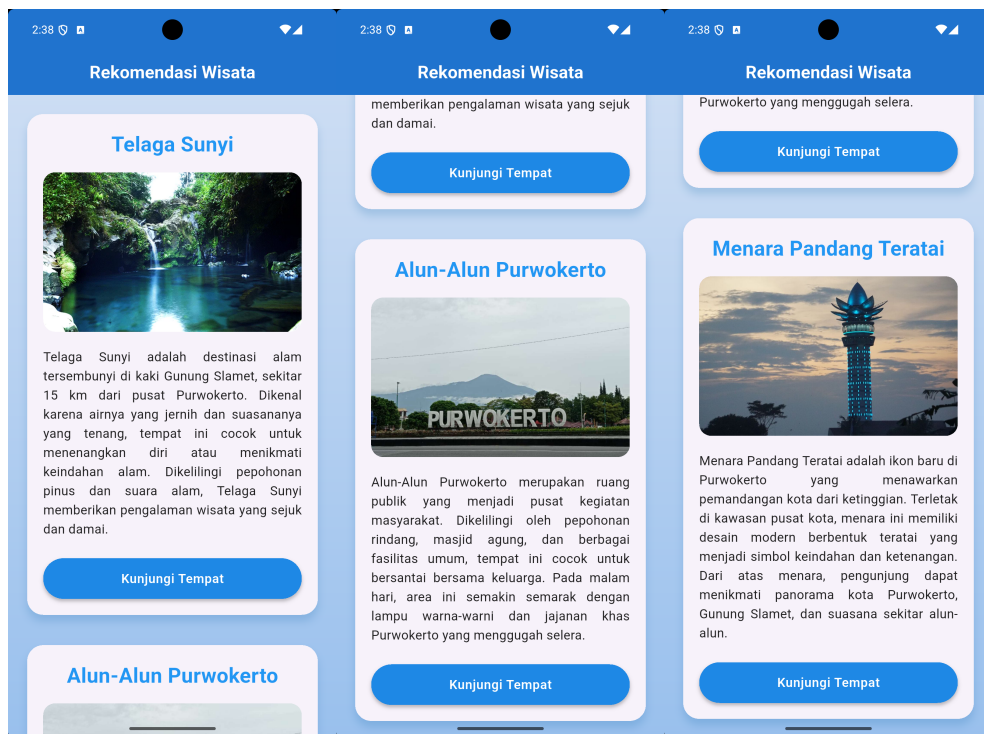 2:38
Rekomendasi Wisata
Telaga Sunyi
Telaga Sunyi adalah destinasi alam
tersembunyi di kaki Gunung Slamet, sekitar
15 km dari pusat Purwokerto. Dikenal
karena airnya yang jernih dan suasananya
yang tenang, tempat ini cocok untuk
menenangkan diri atau menikmati
keindahan alam. Dikelilingi pepohonan
pinus dan suara alam, Telaga Sunyi
memberikan pengalaman wisata yang sejuk
dan damai.
Kunjungi Tempat
Alun-Alun Purwokerto
2:38
Rekomendasi Wisata
memberikan pengalaman wisata yang sejuk
dan damai.
Kunjungi Tempat
Alun-Alun Purwokerto
PURWOKERTO
Alun-Alun Purwokerto merupakan ruang
publik yang menjadi pusat kegiatan
masyarakat. Dikelilingi oleh pepohonan
rindang, masjid agung, dan berbagai
fasilitas umum, tempat ini cocok untuk
bersantai bersama keluarga. Pada malam
hari, area ini semakin semarak dengan
lampu warna-warni dan jajanan khas
Purwokerto yang menggugah selera.
Kunjungi Tempat
2:38
Rekomendasi Wisata
Purwokerto yang menggugah selera.
Kunjungi Tempat
Menara Pandang Teratai
Menara Pandang Teratai adalah ikon baru di
Purwokerto yang menawarkan
pemandangan kota dari ketinggian. Terletak
di kawasan pusat kota, menara ini memiliki
desain modern berbentuk teratai yang
menjadi simbol keindahan dan ketenangan.
Dari atas menara, pengunjung dapat
menikmati panorama kota Purwokerto,
Gunung Slamet, dan suasana sekitar alun-
alun.
Kunjungi Tempat